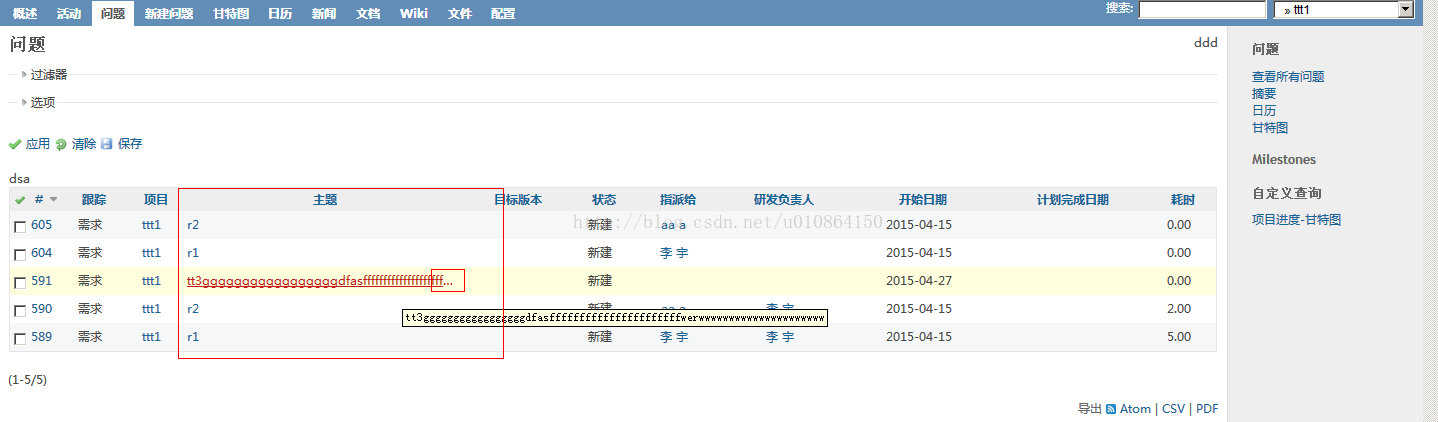 概述 活动 问题 新建问题 甘特图 日历 新闻 文档 Wiki 文件 配置 搜索: » ttt1
问题 ddd
过滤器
选项
应用 清除 保存
dsa
# 跟踪 项目 主题 目标版本 状态 指派给 研发负责人 开始日期 计划完成日期 耗时
605 需求 ttt1 r2 新建 aa a 2015-04-15 0.00
http://blog.csdn.net/u010864150
604 需求 ttt1 r1 新建 李 宇 2015-04-15 0.00
591 需求 ttt1 tt3gggggggggggggggggdfasffffffffffffffffffff... 新建 2015-04-27 0.00
590 需求 ttt1 r2 新建 aa a 李 宇 2015-04-15 2.00
tt3gggggggggggggggggdfasffffffffffffffffffffffwerwwwwwwwwwwwwwwwwwwwww
589 需求 ttt1 r1 新建 李 宇 李 宇 2015-04-15 5.00
(1-5/5)
导出 Atom | CSV | PDF
问题
查看所有问题
摘要
日历
甘特图
Milestones
自定义查询
项目进度-甘特图